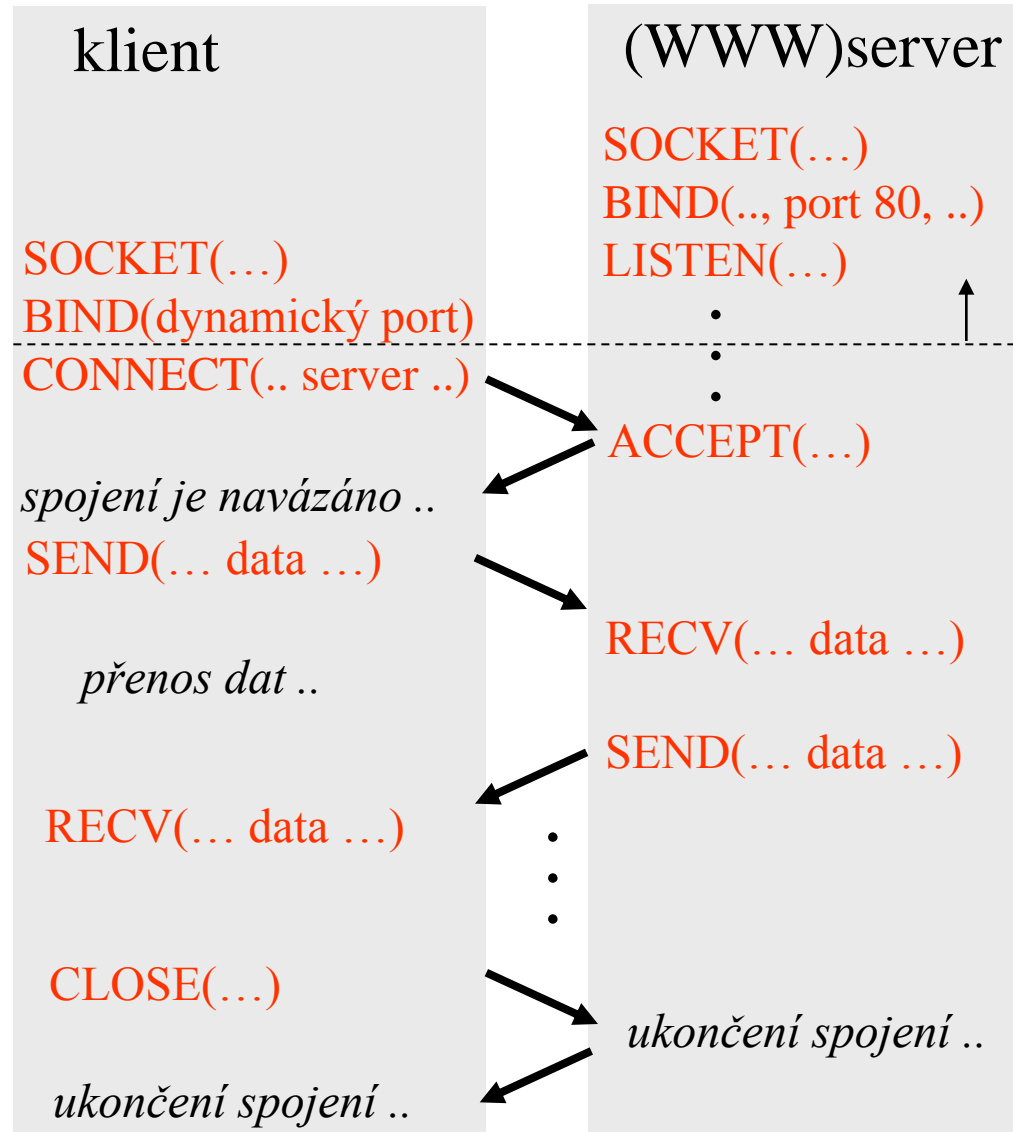 klient
(WWW)server
SOCKET(…)
BIND(.., port 80, ..)
LISTEN(…)
SOCKET(…)
BIND(dynamický port)
CONNECT(.. server ..)
ACCEPT(…)
spojení je navázáno ..
SEND(… data …)
RECV(… data …)
přenos dat ..
SEND(… data …)
RECV(… data …)
CLOSE(…)
ukončení spojení ..
ukončení spojení ..